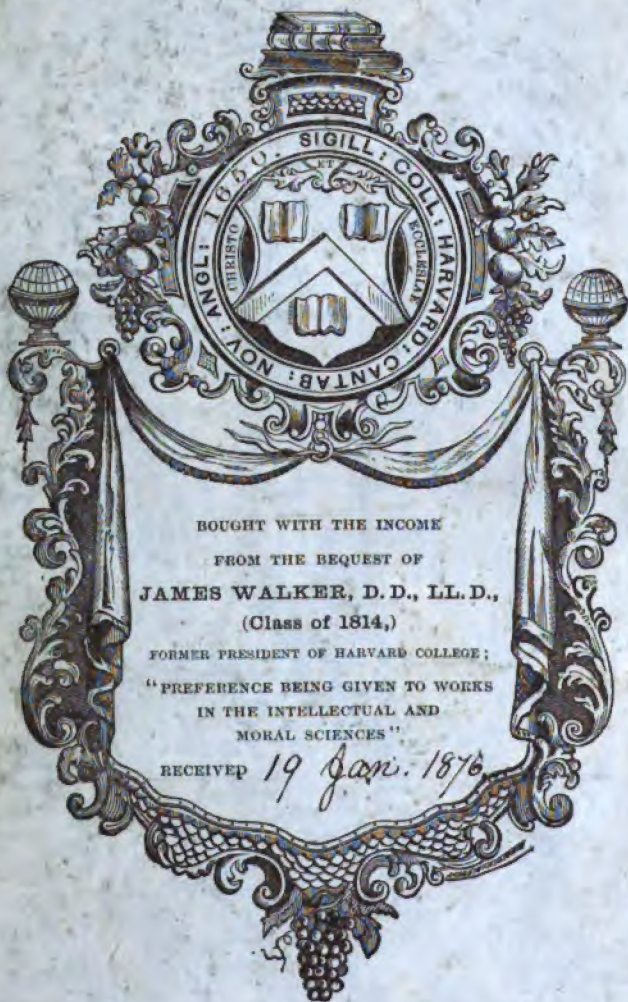 SIGILL: COLL: HARVARD: CANTAB: NOV: ANGL: 1650.
ET
CHRISTO
ECCLESIAE
BOUGHT WITH THE INCOME
FROM THE BEQUEST OF
JAMES WALKER, D.D., LL.D.,
(Class of 1814,)
FORMER PRESIDENT OF HARVARD COLLEGE;
"PREFERENCE BEING GIVEN TO WORKS
IN THE INTELLECTUAL AND
MORAL SCIENCES"
RECEIVED 19 Jan. 1876